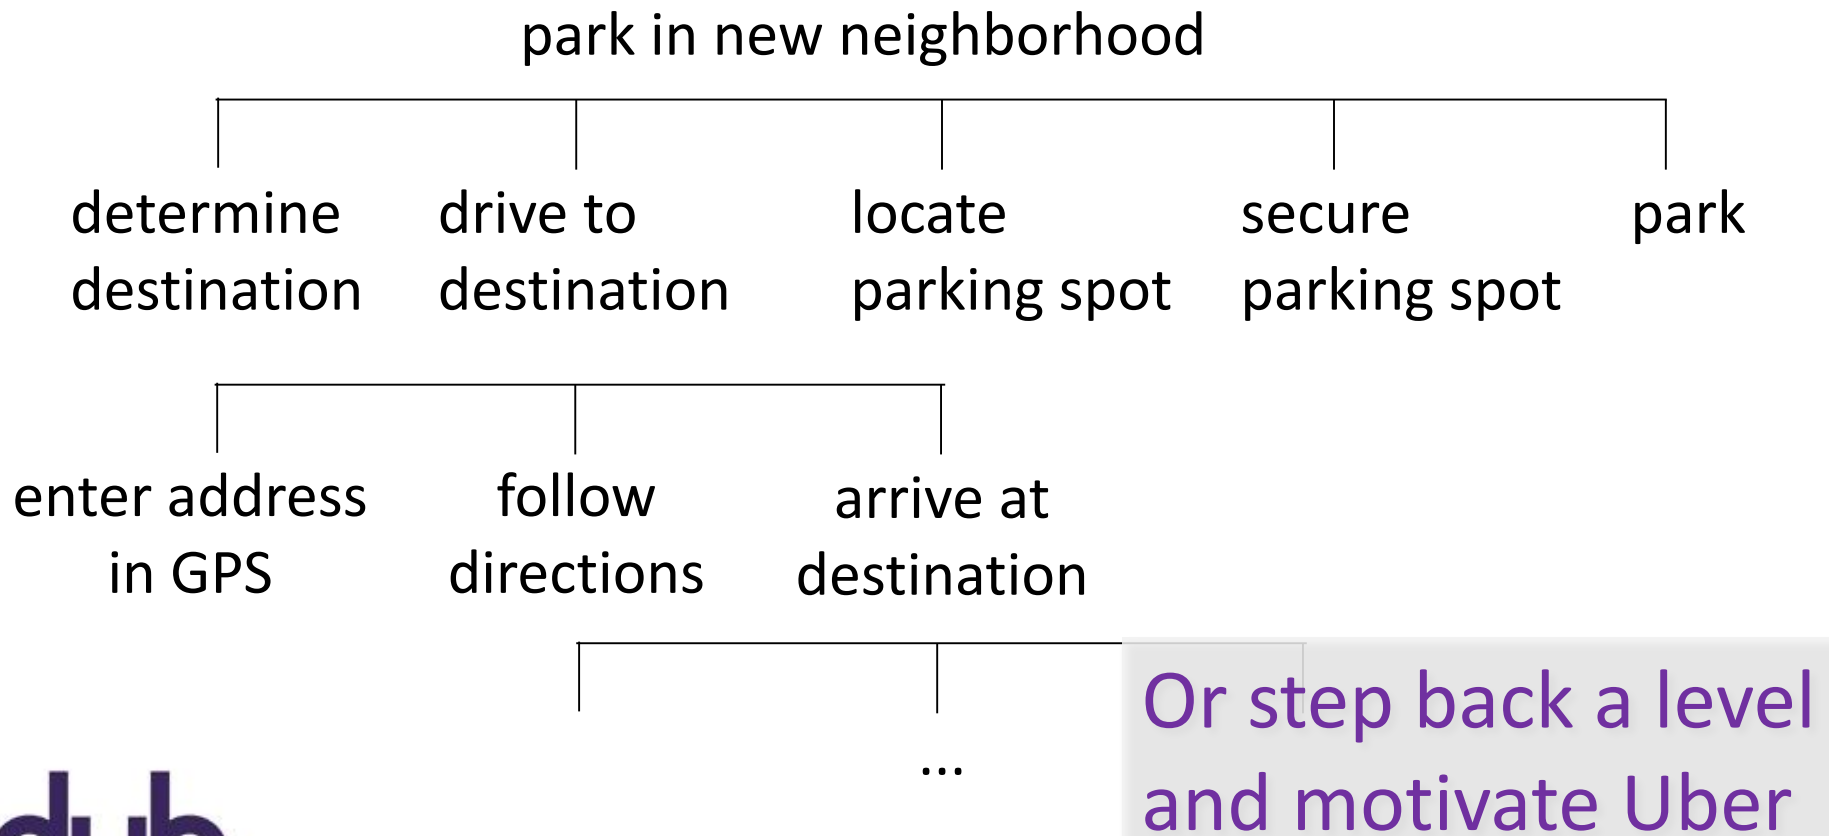 park in new neighborhood
determine drive to locate secure park
destination destination parking spot parking spot
enter address follow arrive at
in GPS directions destination
...
Or step back a level
and motivate Uber
dub